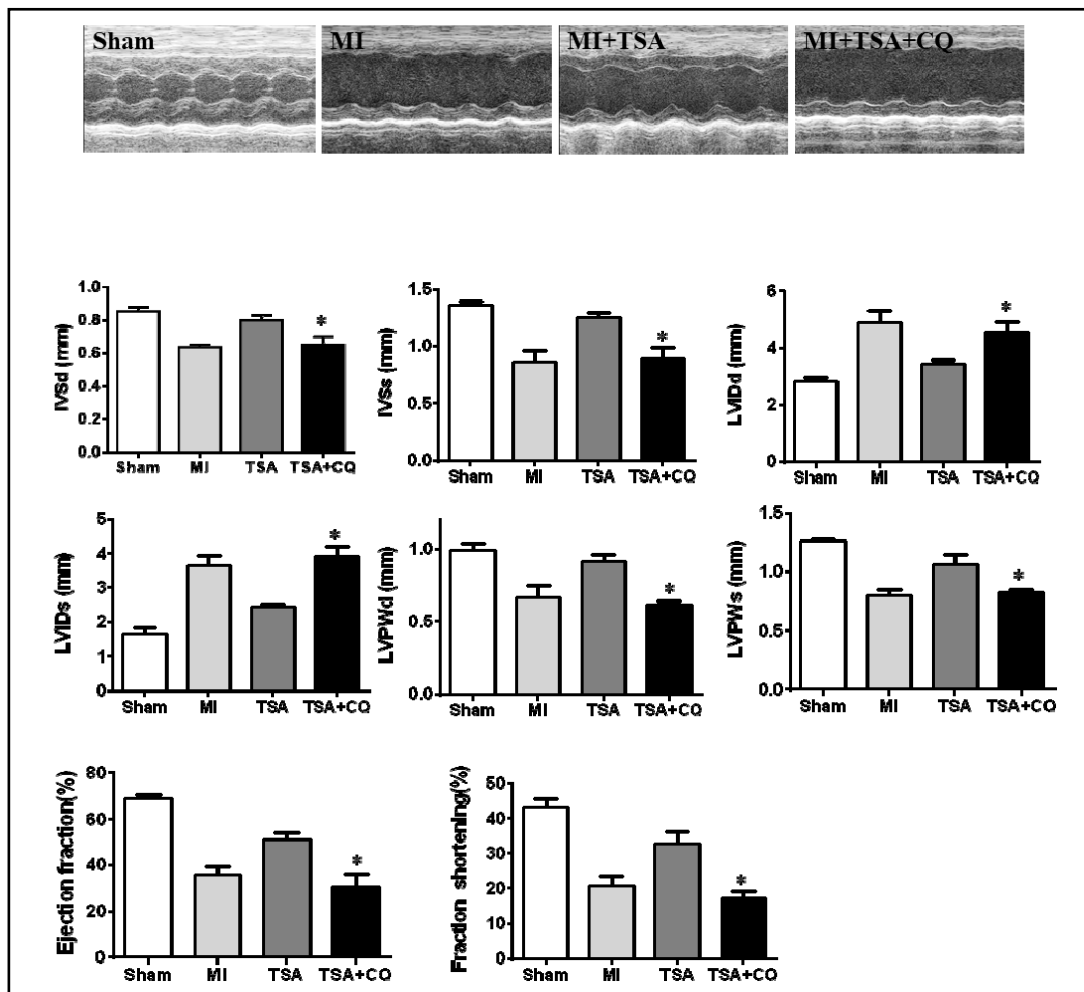 Sham MI MI+TSA MI+TSA+CQ
IVSd (mm)
1.0
0.8
0.6
0.4
0.2
0.0
*
Sham MI TSA TSA+CQ
IVSs (mm)
1.5
1.0
0.5
0.0
*
Sham MI TSA TSA+CQ
LVIDd (mm)
6
4
2
0
*
Sham MI TSA TSA+CQ
LVIDs (mm)
5
4
3
2
1
0
*
Sham MI TSA TSA+CQ
LVPWd (mm)
1.0
0.5
0.0
*
Sham MI TSA TSA+CQ
LVPWs (mm)
1.5
1.0
0.5
0.0
*
Sham MI TSA TSA+CQ
Ejection fraction(%)
80
60
40
20
0
*
Sham MI TSA TSA+CQ
Fraction shortening(%)
50
40
30
20
10
0
*
Sham MI TSA TSA+CQ